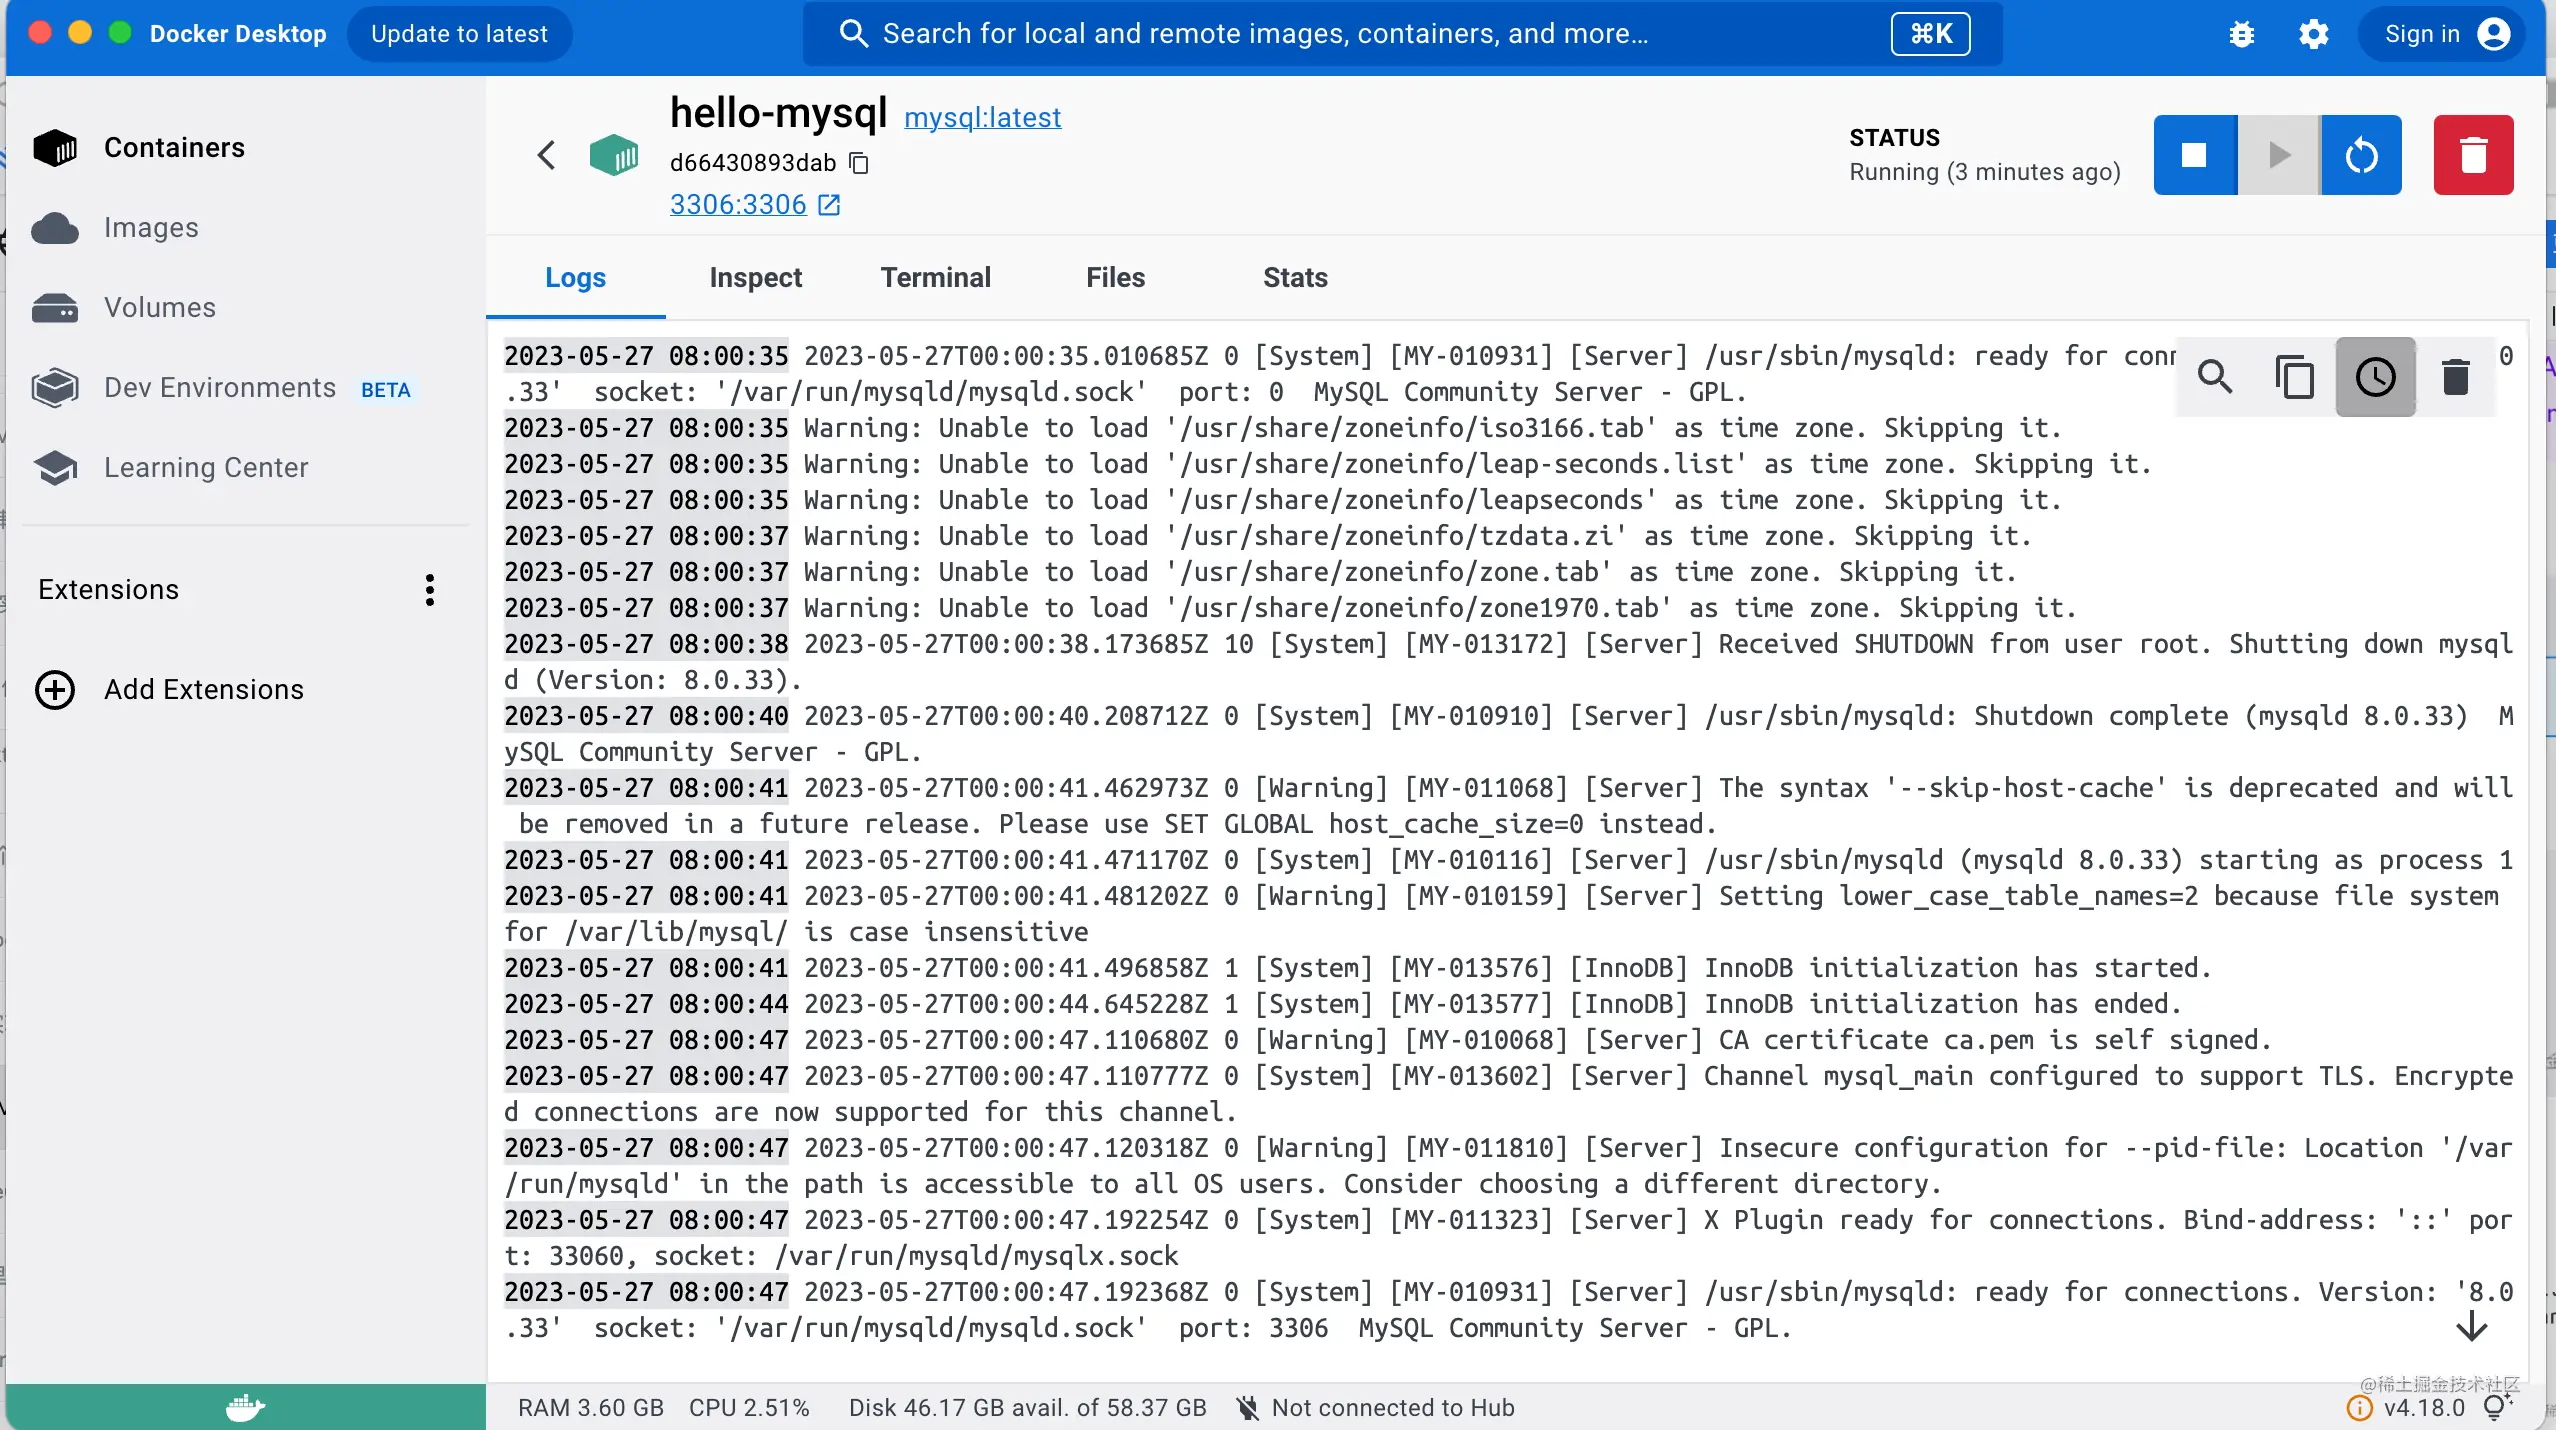 Docker Desktop
Update to latest
Search for local and remote images, containers, and more...
⌘K
Sign in
Containers
Images
Volumes
Dev Environments BETA
Learning Center
Extensions
Add Extensions
hello-mysql mysql:latest
d66430893dab
3306:3306
STATUS
Running (3 minutes ago)
Logs Inspect Terminal Files Stats
2023-05-27 08:00:35 2023-05-27T00:00:35.010685Z 0 [System] [MY-010931] [Server] /usr/sbin/mysqld: ready for 0
.33'  socket: '/var/run/mysqld/mysqld.sock'  port: 0  MySQL Community Server - GPL.
2023-05-27 08:00:35 Warning: Unable to load '/usr/share/zoneinfo/iso3166.tab' as time zone. Skipping it.
2023-05-27 08:00:35 Warning: Unable to load '/usr/share/zoneinfo/leap-seconds.list' as time zone. Skipping it.
2023-05-27 08:00:35 Warning: Unable to load '/usr/share/zoneinfo/leapseconds' as time zone. Skipping it.
2023-05-27 08:00:37 Warning: Unable to load '/usr/share/zoneinfo/tzdata.zi' as time zone. Skipping it.
2023-05-27 08:00:37 Warning: Unable to load '/usr/share/zoneinfo/zone.tab' as time zone. Skipping it.
2023-05-27 08:00:37 Warning: Unable to load '/usr/share/zoneinfo/zone1970.tab' as time zone. Skipping it.
2023-05-27 08:00:38 2023-05-27T00:00:38.173685Z 10 [System] [MY-013172] [Server] Received SHUTDOWN from user root. Shutting down mysql
d (Version: 8.0.33).
2023-05-27 08:00:40 2023-05-27T00:00:40.208712Z 0 [System] [MY-010910] [Server] /usr/sbin/mysqld: Shutdown complete (mysqld 8.0.33)  M
ySQL Community Server - GPL.
2023-05-27 08:00:41 2023-05-27T00:00:41.462973Z 0 [Warning] [MY-011068] [Server] The syntax '--skip-host-cache' is deprecated and will
be removed in a future release. Please use SET GLOBAL host_cache_size=0 instead.
2023-05-27 08:00:41 2023-05-27T00:00:41.471170Z 0 [System] [MY-010116] [Server] /usr/sbin/mysqld (mysqld 8.0.33) starting as process 1
2023-05-27 08:00:41 2023-05-27T00:00:41.481202Z 0 [Warning] [MY-010159] [Server] Setting lower_case_table_names=2 because file system
for /var/lib/mysql/ is case insensitive
2023-05-27 08:00:41 2023-05-27T00:00:41.496858Z 1 [System] [MY-013576] [InnoDB] InnoDB initialization has started.
2023-05-27 08:00:44 2023-05-27T00:00:44.645228Z 1 [System] [MY-013577] [InnoDB] InnoDB initialization has ended.
2023-05-27 08:00:47 2023-05-27T00:00:47.110680Z 0 [Warning] [MY-010068] [Server] CA certificate ca.pem is self signed.
2023-05-27 08:00:47 2023-05-27T00:00:47.110777Z 0 [System] [MY-013602] [Server] Channel mysql_main configured to support TLS. Encrypte
d connections are now supported for this channel.
2023-05-27 08:00:47 2023-05-27T00:00:47.120318Z 0 [Warning] [MY-011810] [Server] Insecure configuration for --pid-file: Location '/var
/run/mysqld' in the path is accessible to all OS users. Consider choosing a different directory.
2023-05-27 08:00:47 2023-05-27T00:00:47.192254Z 0 [System] [MY-011323] [Server] X Plugin ready for connections. Bind-address: '::' por
t: 33060, socket: /var/run/mysqld/mysqlx.sock
2023-05-27 08:00:47 2023-05-27T00:00:47.192368Z 0 [System] [MY-010931] [Server] /usr/sbin/mysqld: ready for connections. Version: '8.0
.33'  socket: '/var/run/mysqld/mysqld.sock'  port: 3306  MySQL Community Server - GPL.
@稀土掘金技术社区
RAM 3.60 GB CPU 2.51% Disk 46.17 GB avail. of 58.37 GB Not connected to Hub v4.18.0